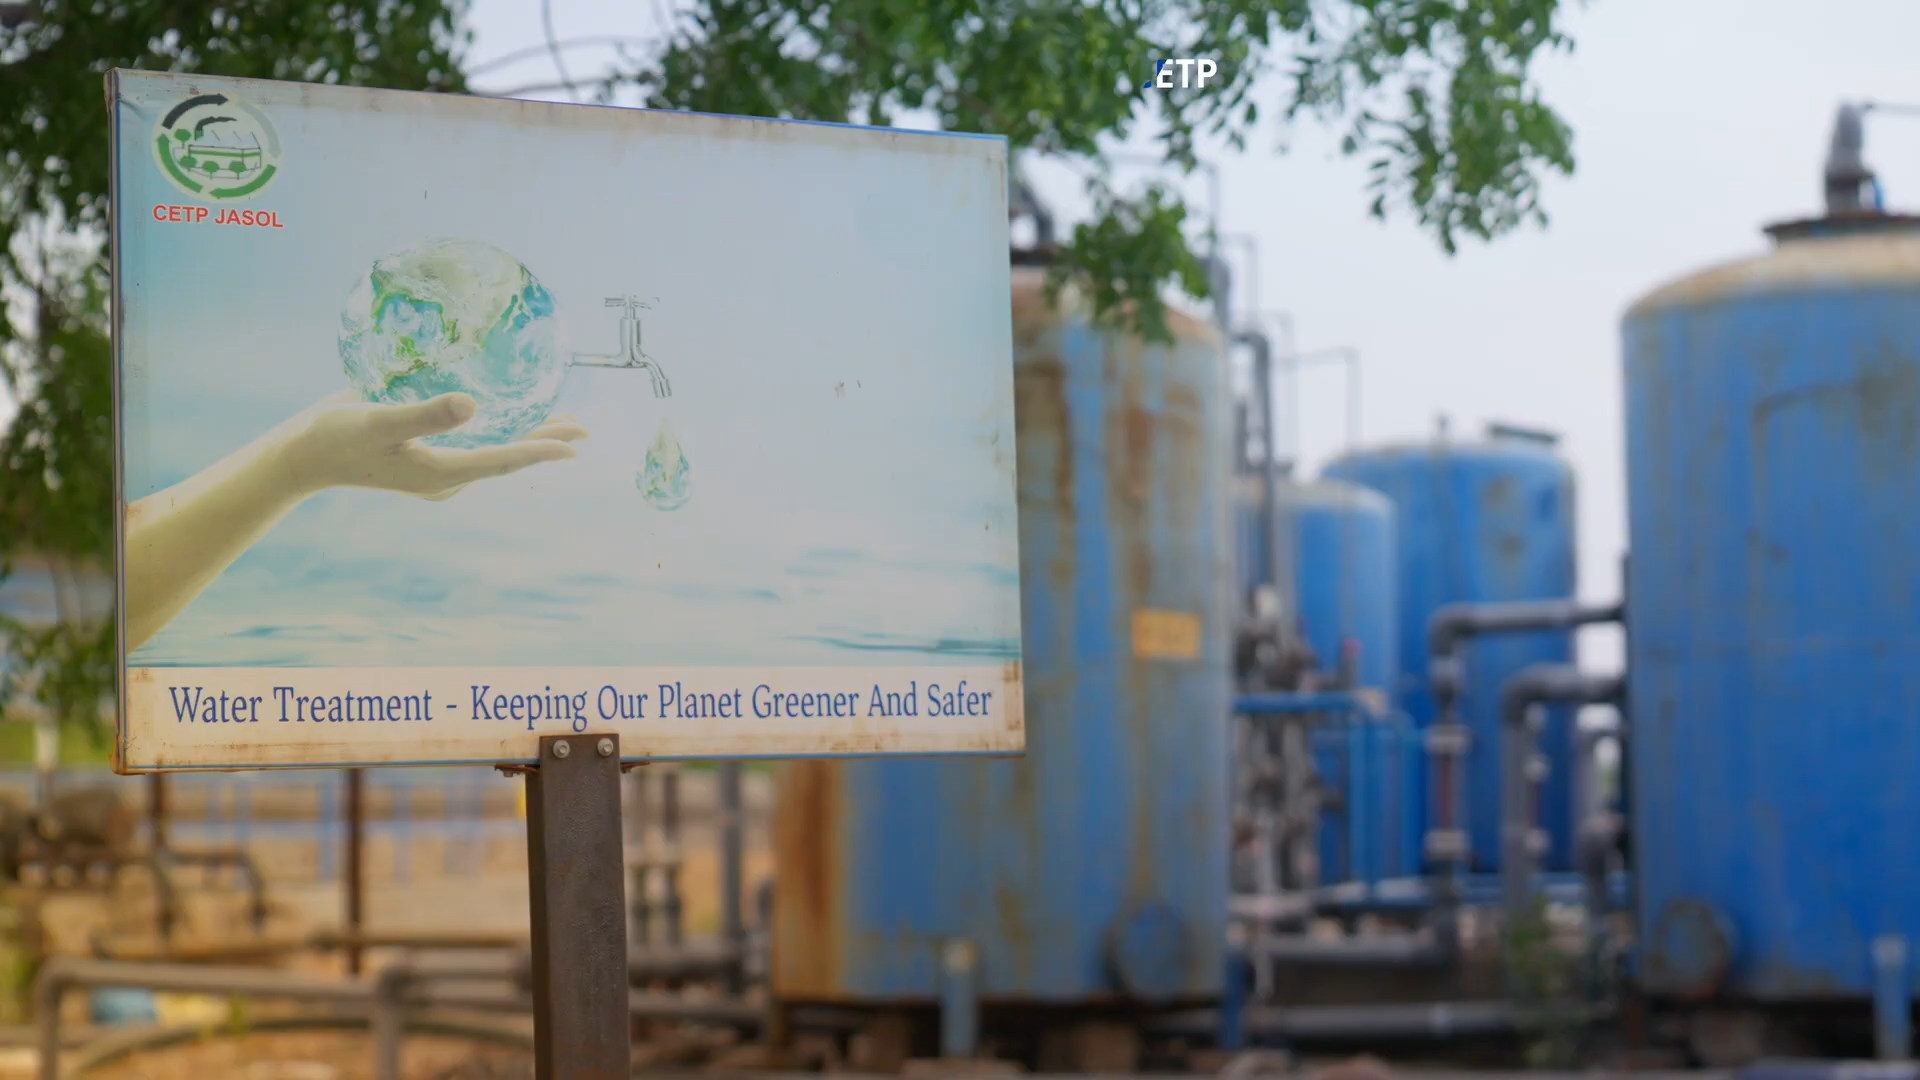 .ETP
CETP JASOL
Water Treatment - Keeping Our Planet Greener And Safer